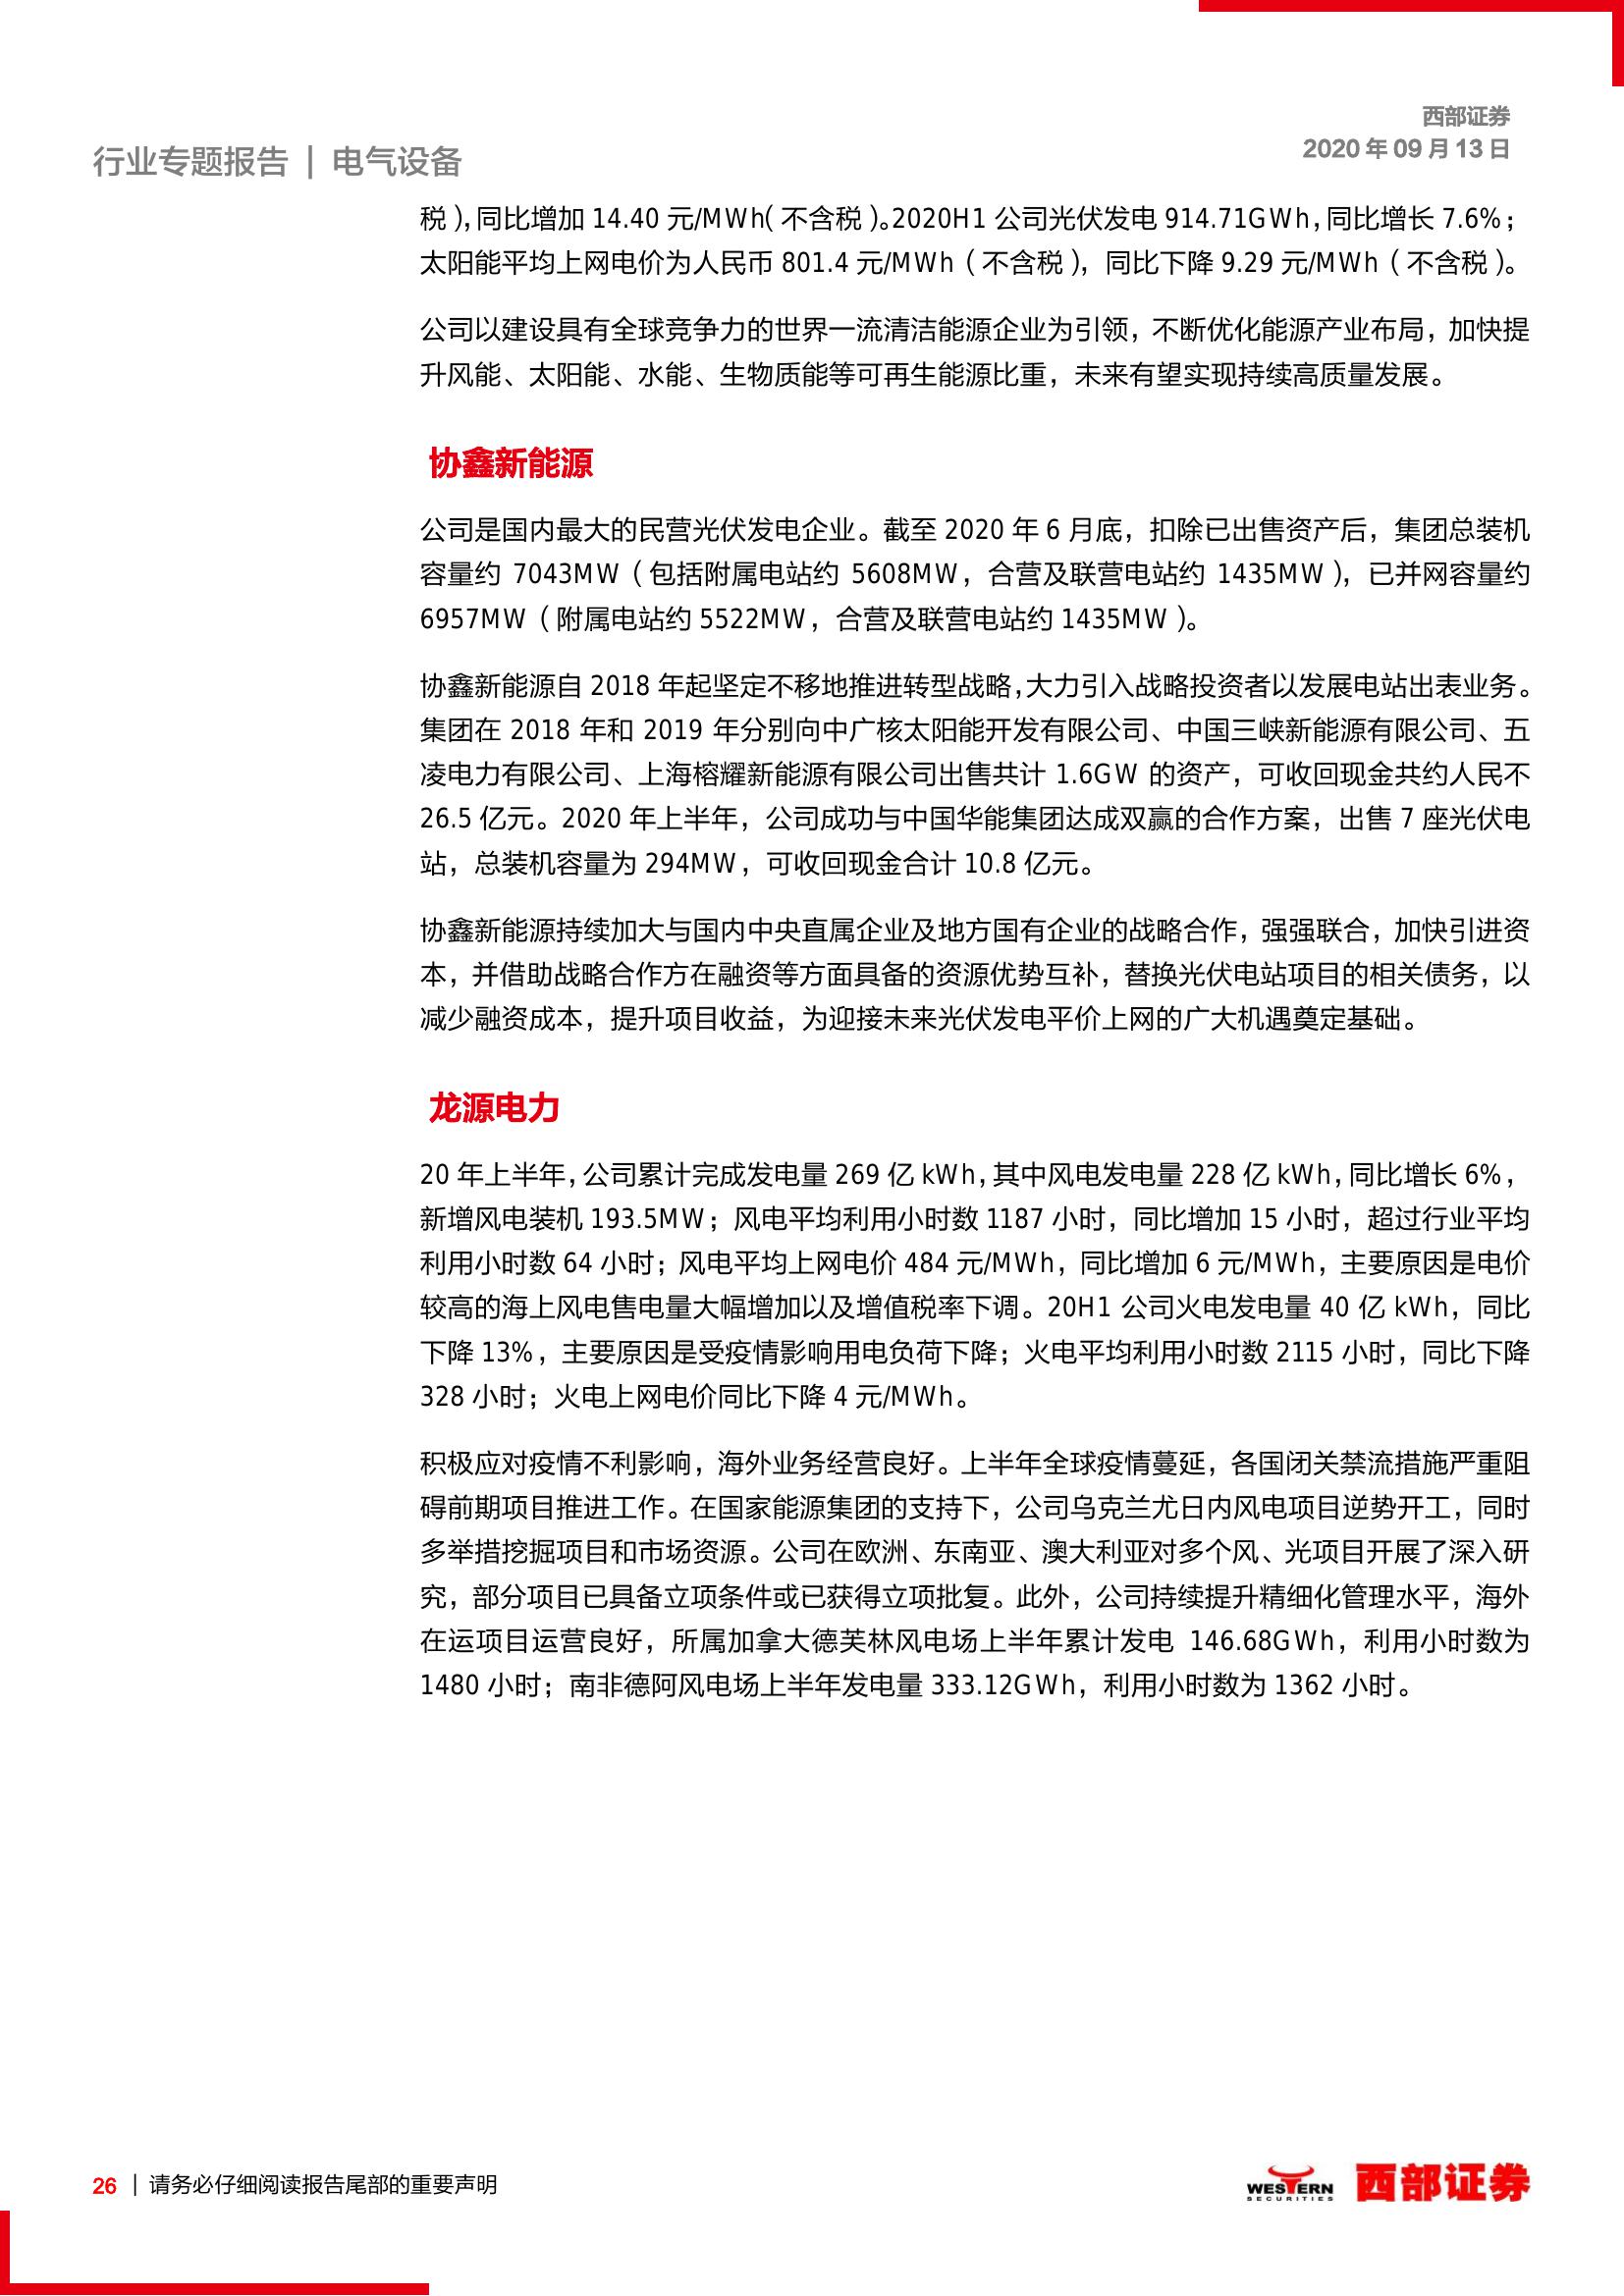 西部证券
2020 年 09 月 13 日
行业专题报告 | 电气设备
税），同比增加 14.40 元/MWh（不含税）。2020H1 公司光伏发电 914.71GWh，同比增长 7.6%；
太阳能平均上网电价为人民币 801.4 元/MWh（不含税），同比下降 9.29 元/MWh（不含税）。
公司以建设具有全球竞争力的世界一流清洁能源企业为引领，不断优化能源产业布局，加快提
升风能、太阳能、水能、生物质能等可再生能源比重，未来有望实现持续高质量发展。
协鑫新能源
公司是国内最大的民营光伏发电企业。截至 2020 年 6 月底，扣除已出售资产后，集团总装机
容量约 7043MW（包括附属电站约 5608MW，合营及联营电站约 1435MW），已并网容量约
6957MW（附属电站约 5522MW，合营及联营电站约 1435MW）。
协鑫新能源自 2018 年起坚定不移地推进转型战略，大力引入战略投资者以发展电站出表业务。
集团在 2018 年和 2019 年分别向中广核太阳能开发有限公司、中国三峡新能源有限公司、五
凌电力有限公司、上海榕耀新能源有限公司出售共计 1.6GW 的资产，可收回现金共约人民不
26.5 亿元。2020 年上半年，公司成功与中国华能集团达成双赢的合作方案，出售 7 座光伏电
站，总装机容量为 294MW，可收回现金合计 10.8 亿元。
协鑫新能源持续加大与国内中央直属企业及地方国有企业的战略合作，强强联合，加快引进资
本，并借助战略合作方在融资等方面具备的资源优势互补，替换光伏电站项目的相关债务，以
减少融资成本，提升项目收益，为迎接未来光伏发电平价上网的广大机遇奠定基础。
龙源电力
20 年上半年，公司累计完成发电量 269 亿 kWh，其中风电发电量 228 亿 kWh，同比增长 6%，
新增风电装机 193.5MW；风电平均利用小时数 1187 小时，同比增加 15 小时，超过行业平均
利用小时数 64 小时；风电平均上网电价 484 元/MWh，同比增加 6 元/MWh，主要原因是电价
较高的海上风电售电量大幅增加以及增值税率下调。20H1 公司火电发电量 40 亿 kWh，同比
下降 13%，主要原因是受疫情影响用电负荷下降；火电平均利用小时数 2115 小时，同比下降
328 小时；火电上网电价同比下降 4 元/MWh。
积极应对疫情不利影响，海外业务经营良好。上半年全球疫情蔓延，各国闭关禁流措施严重阻
碍前期项目推进工作。在国家能源集团的支持下，公司乌克兰尤日内风电项目逆势开工，同时
多举措挖掘项目和市场资源。公司在欧洲、东南亚、澳大利亚对多个风、光项目开展了深入研
究，部分项目已具备立项条件或已获得立项批复。此外，公司持续提升精细化管理水平，海外
在运项目运营良好，所属加拿大德芙林风电场上半年累计发电 146.68GWh，利用小时数为
1480 小时；南非德阿风电场上半年发电量 333.12GWh，利用小时数为 1362 小时。
26 | 请务必仔细阅读报告尾部的重要声明
WESTERN
SECURITIES
西部证券